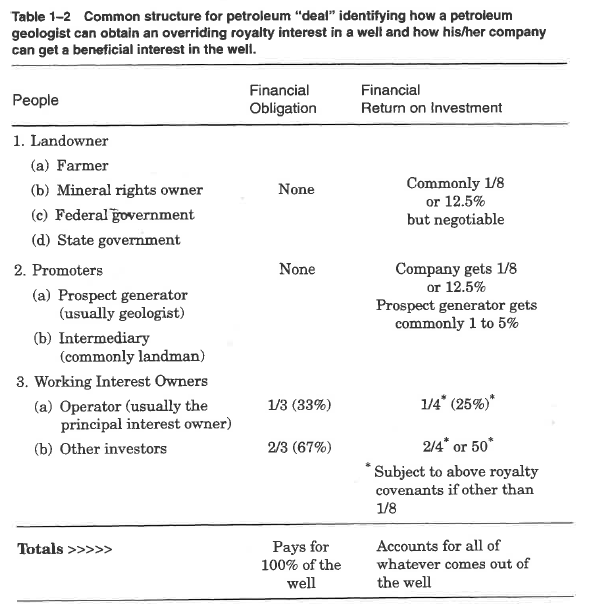 Table 1–2 Common structure for petroleum “deal” identifying how a petroleum
geologist can obtain an overriding royalty interest in a well and how his/her company
can get a beneficial interest in the well.
People
Financial
Obligation
Financial
Return on Investment
1. Landowner
(a) Farmer
(b) Mineral rights owner
(c) Federal government
(d) State government
None
Commonly 1/8
or 12.5%
but negotiable
2. Promoters
(a) Prospect generator
(usually geologist)
(b) Intermediary
(commonly landman)
None
Company gets 1/8
or 12.5%
Prospect generator gets
commonly 1 to 5%
3. Working Interest Owners
(a) Operator (usually the
principal interest owner)
1/3 (33%)
1/4* (25%)*
(b) Other investors
2/3 (67%)
2/4* or 50*
* Subject to above royalty
covenants if other than
1/8
Totals >>>>>
Pays for
100% of the
well
Accounts for all of
whatever comes out of
the well